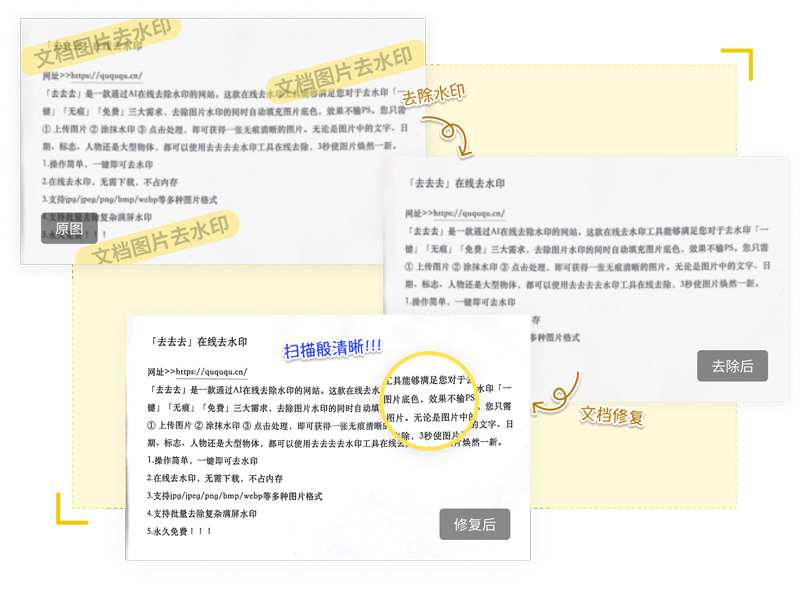 文档图片去水印
「去去去」在线去水印
文档图片去水印
网址>>https://quququ.cn/
「去去去」是一款通过AI在线去除水印的网站。这款在线去水印工具能够满足您对于去水印「一
键」「无痕」「免费」三大需求，去除图片水印的同时自动填充图片底色，效果不输PS。您只需
① 上传图片 ② 涂抹水印 ③ 点击处理，即可获得一张无痕清晰的图片。无论是图片中的文字、日
期、标志、人物还是大型物体，都可以使用去去去去水印工具在线去除，3秒使图片焕然一新。
1.操作简单，一键即可去水印
2.在线去水印，无需下载，不占内存
3.支持jpg/jpeg/png/bmp/webp等多种图片格式
4.支持批量去除复杂满屏水印
5.永久免费！！！
原图
文档图片去水印
去除水印
「去去去」在线去水印
网址>>https://quququ.cn/
「去去去」是一款通过AI在线去除水印的网站。这款在线去水印工具能够满足您对于去水印「一
键」「无痕」「免费」三大需求，去除图片水印的同时自动填充图片底色，效果不输PS。您只需
① 上传图片 ② 涂抹水印 ③ 点击处理，即可获得一张无痕清晰的图片。无论是图片中的文字、日
期、标志、人物还是大型物体，都可以使用去去去去水印工具在线去除，3秒使图片焕然一新。
1.操作简单，一键即可去水印
存
多种图片格式
去除后
文档修复
「去去去」在线去水印
扫描般清晰!!!
网址>>https://quququ.cn/
「去去去」是一款通过AI在线去除水印的网站。这款在线去水工具能够满足您对于去水印「一
键」「无痕」「免费」三大需求，去除图片水印的同时自动填图片底色，效果不输PS。您只需
① 上传图片 ② 涂抹水印 ③ 点击处理，即可获得一张无痕清晰的图片。无论是图片中的文字、日
期、标志、人物还是大型物体，都可以使用去去去去水印工具在线去除，3秒使图片焕然一新。
1.操作简单，一键即可去水印
2.在线去水印，无需下载，不占内存
3.支持jpg/jpeg/png/bmp/webp等多种图片格式
4.支持批量去除复杂满屏水印
5.永久免费！！！
修复后